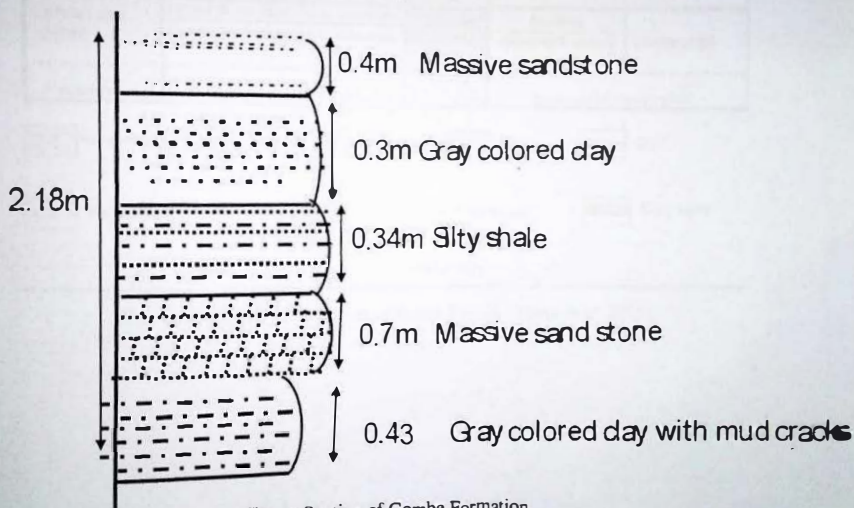 0.4m Massive sandstone
0.3m Gray colored clay
2.18m
0.34m Silty shale
0.7m Massive sand stone
0.43 Gray colored clay with mud cracks
Section of Gombe Formation